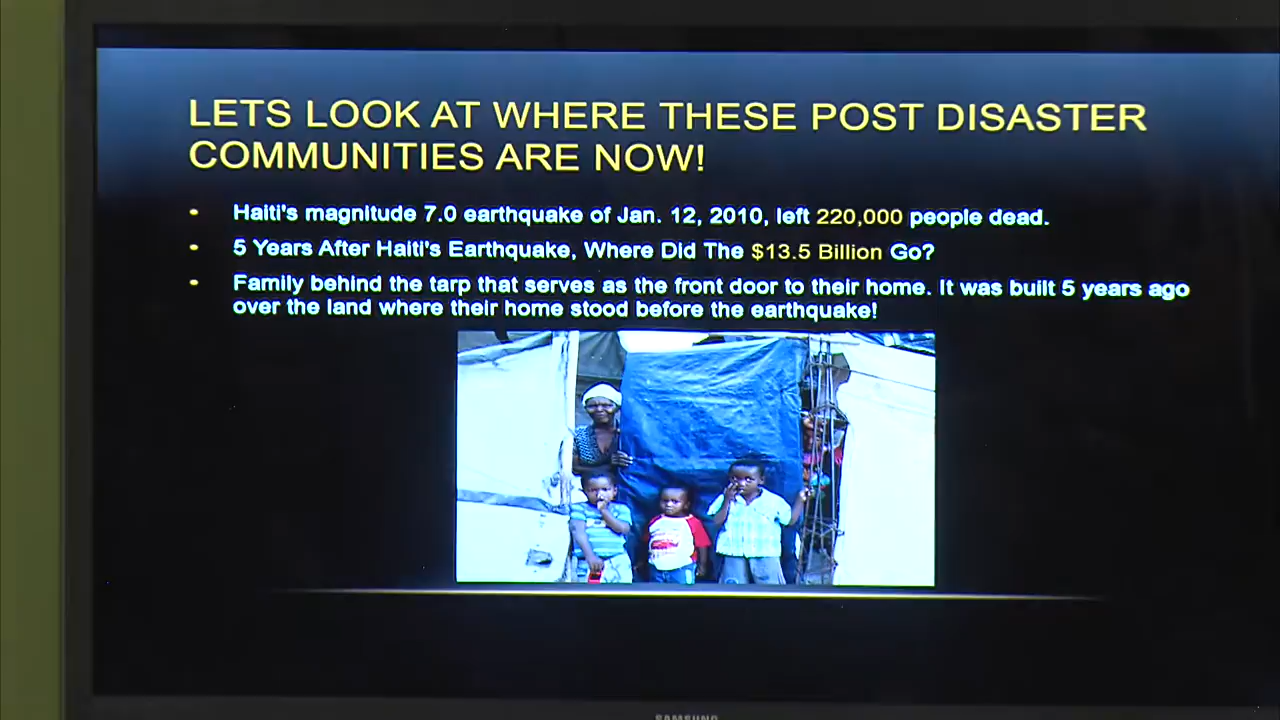 LETS LOOK AT WHERE THESE POST DISASTER
COMMUNITIES ARE NOW!
• Haiti's magnitude 7.0 earthquake of Jan. 12, 2010, left 220,000 people dead.
• 5 Years After Haiti's Earthquake, Where Did The $13.5 Billion Go?
• Family behind the tarp that serves as the front door to their home. It was built 5 years ago
over the land where their home stood before the earthquake!
SAMSUNG